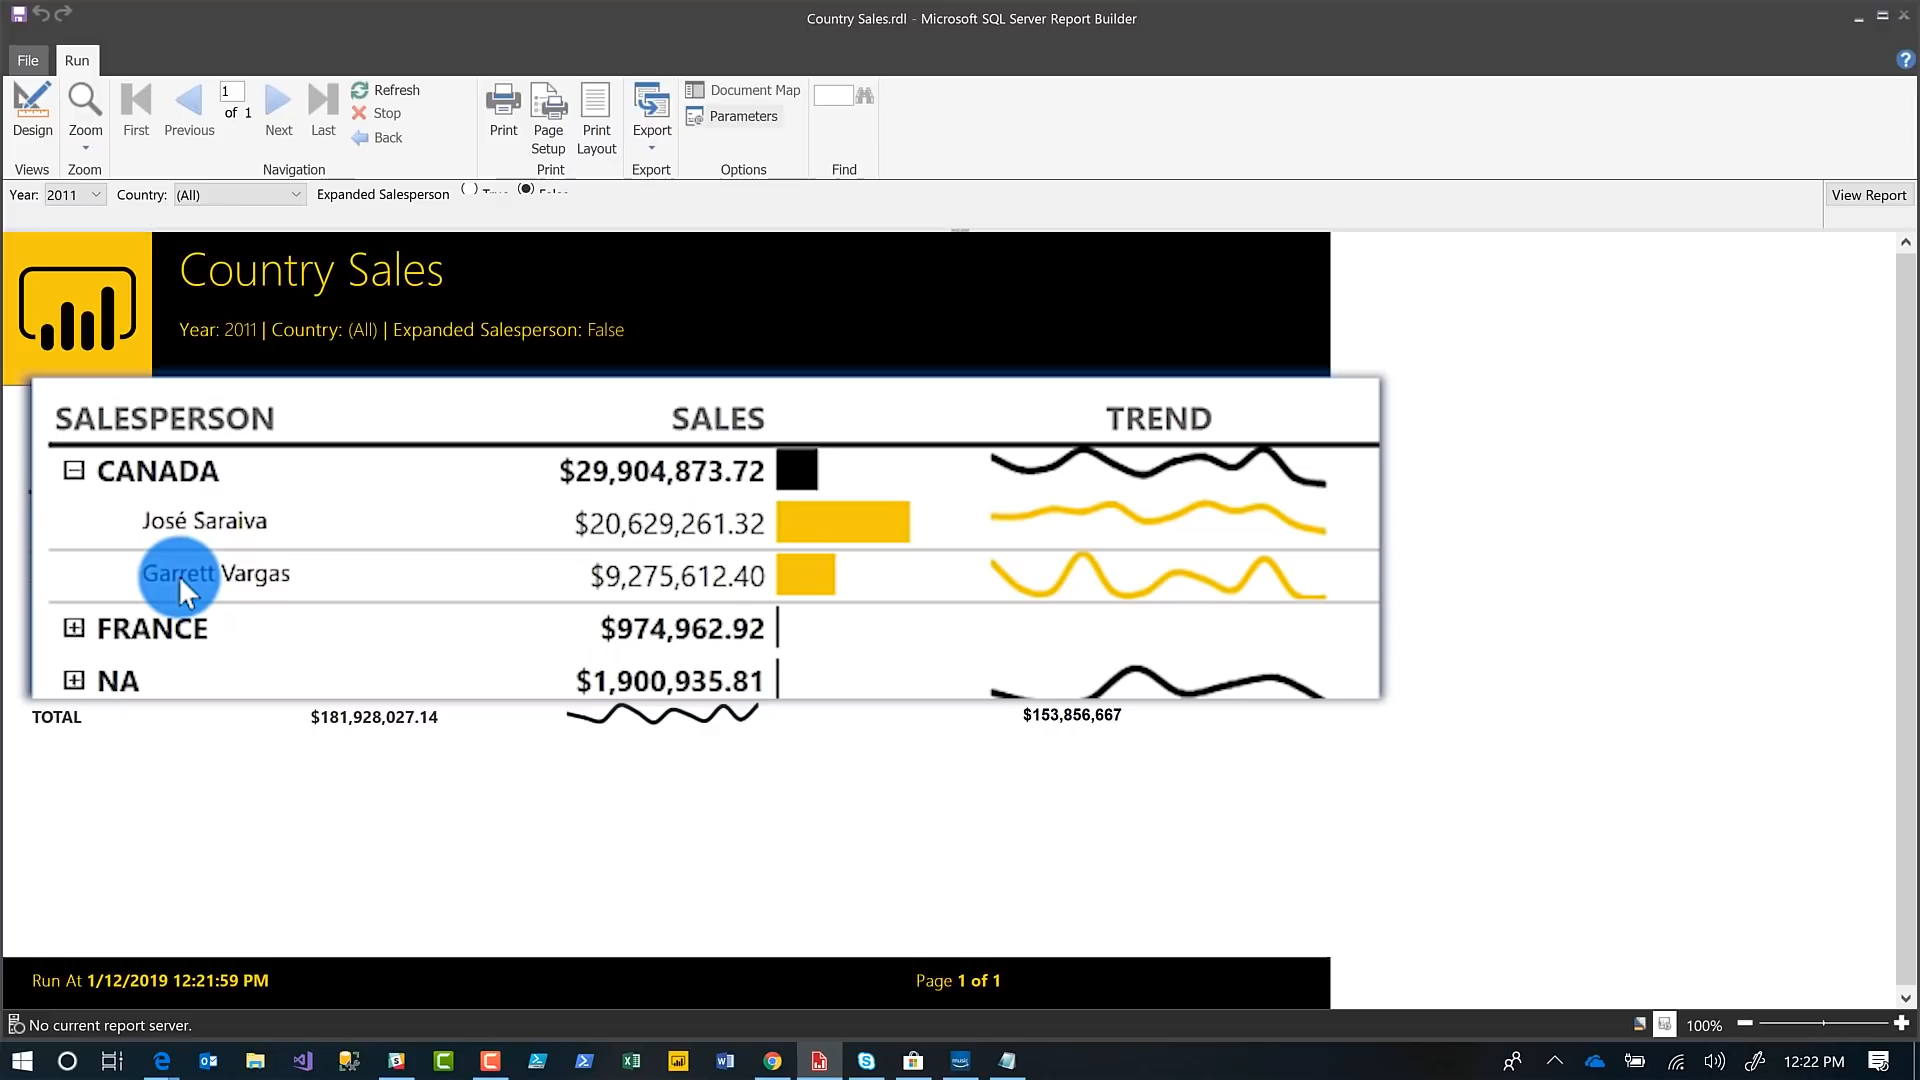 Country Sales.rdl - Microsoft SQL Server Report Builder
File Run
Design Zoom First Previous 1 of 1 Next Last
Refresh
Stop
Back
Print Page Setup Print Layout Export
Document Map
Parameters
Views Zoom Navigation Print Export Options Find
Year: 2011 Country: (All) Expanded Salesperson True False View Report
Country Sales
Year: 2011 | Country: (All) | Expanded Salesperson: False
SALESPERSON SALES TREND
CANADA $29,904,873.72
José Saraiva $20,629,261.32
Garrett Vargas $9,275,612.40
FRANCE $974,962.92
NA $1,900,935.81
TOTAL $181,928,027.14 $153,856,667
Run At 1/12/2019 12:21:59 PM Page 1 of 1
No current report server. 100%
12:22 PM